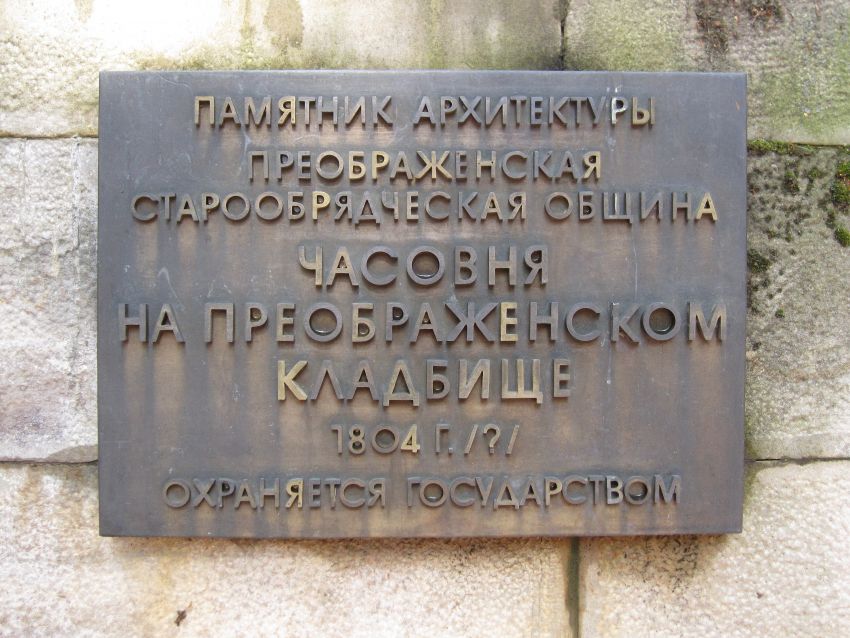 ПАМЯТНИК АРХИТЕКТУРЫ
ПРЕОБРАЖЕНСКАЯ
СТАРООБРЯДЧЕСКАЯ ОБЩИНА
ЧАСОВНЯ
НА ПРЕОБРАЖЕНСКОМ
КЛАДБИЩЕ
1804 Г. /?/
ОХРАНЯЕТСЯ ГОСУДАРСТВОМ